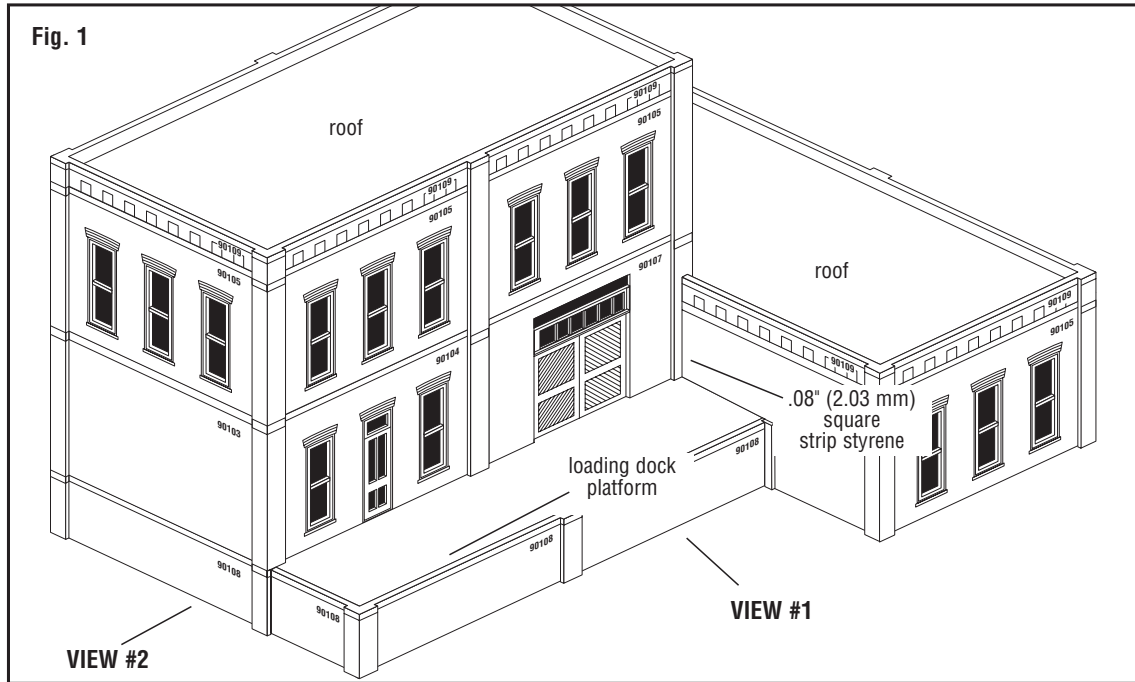 Fig. 1
roof
90109
90105
90109
90105
90109
90105
90107
90104
90103
90108
roof
90109
90105
90109
.08" (2.03 mm)
square
strip styrene
loading dock
platform
90108
90108
90108
VIEW #1
VIEW #2